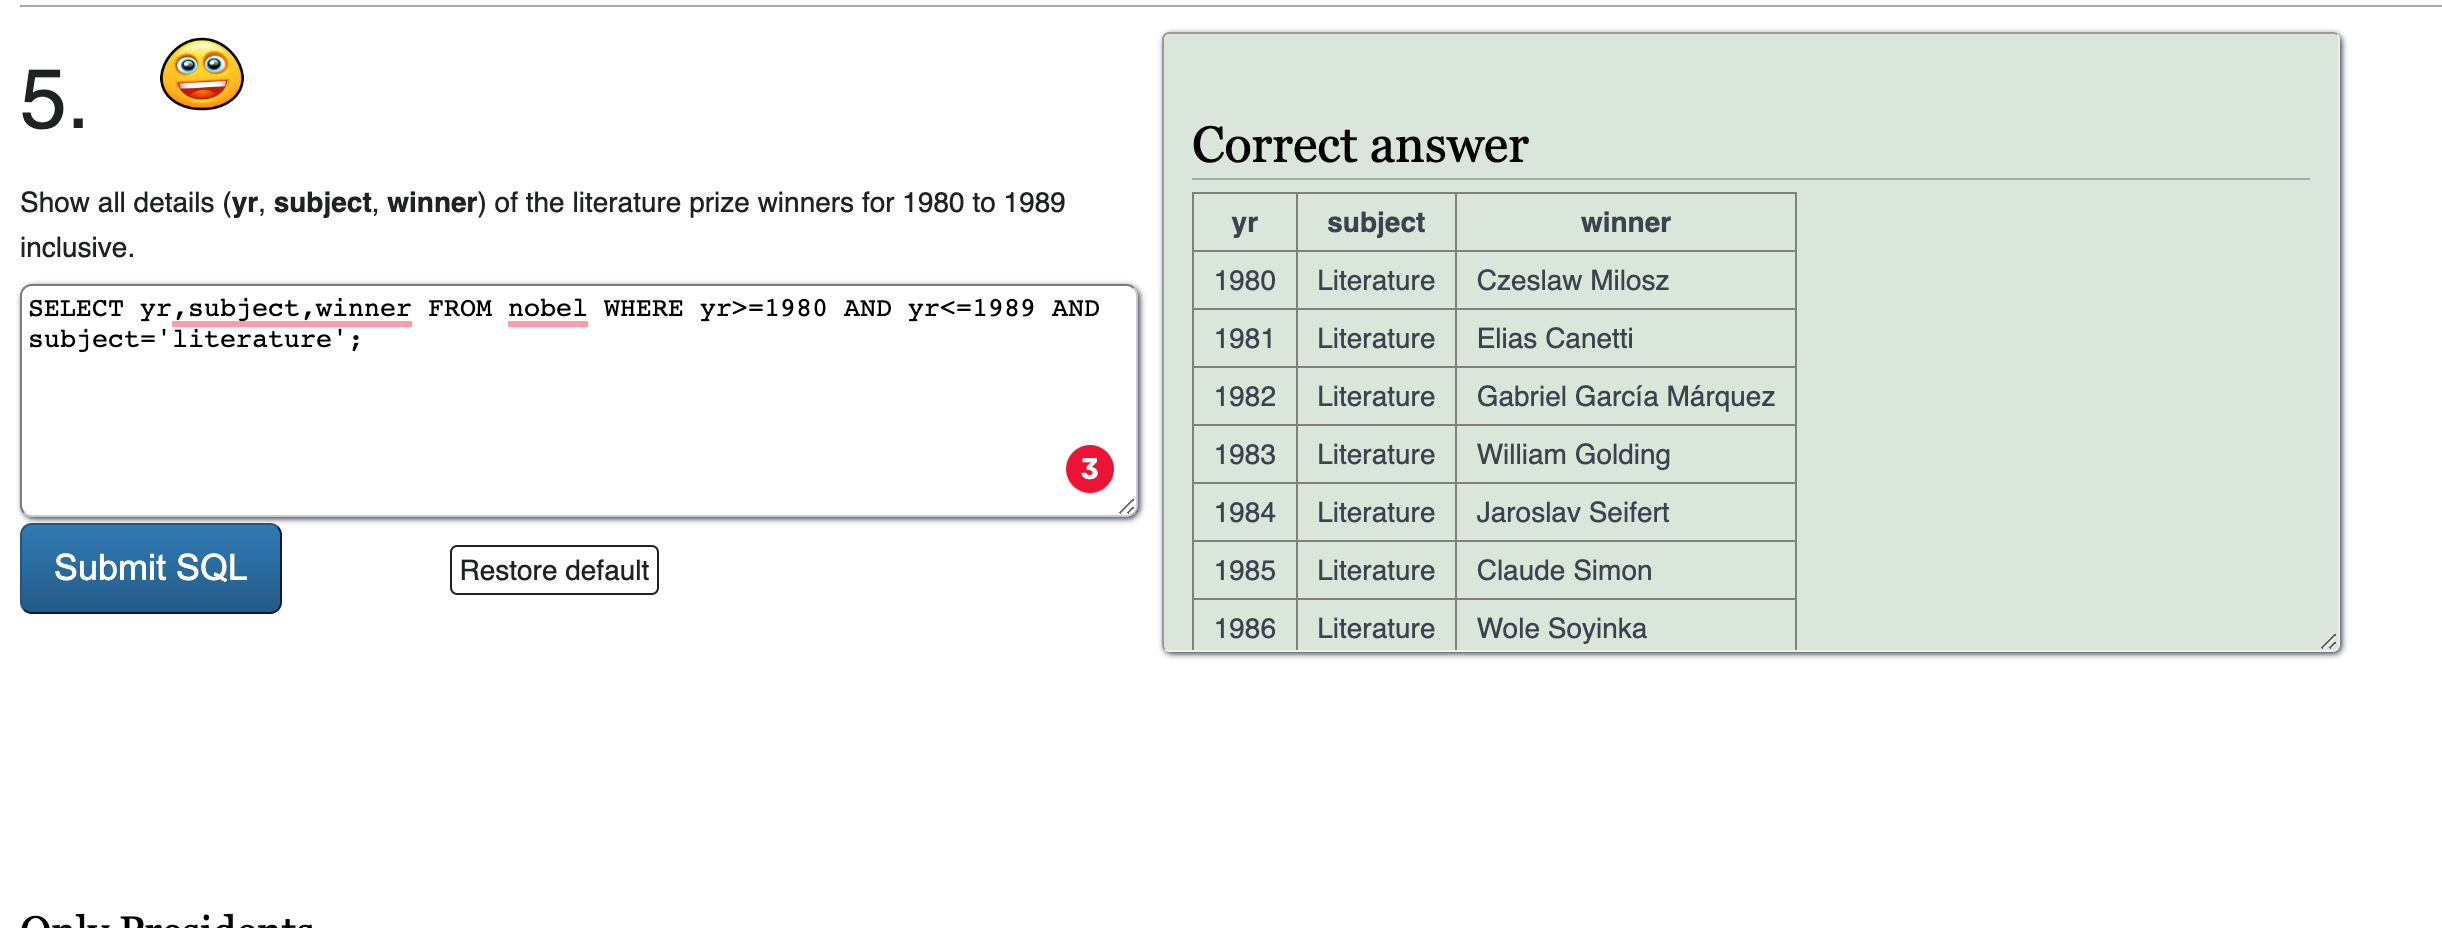 5.
Show all details (yr, subject, winner) of the literature prize winners for 1980 to 1989
inclusive.
SELECT yr,subject,winner FROM nobel WHERE yr>=1980 AND yr<=1989 AND
subject='literature';
3
Submit SQL
Restore default
Correct answer
yr subject winner
1980 Literature Czeslaw Milosz
1981 Literature Elias Canetti
1982 Literature Gabriel García Márquez
1983 Literature William Golding
1984 Literature Jaroslav Seifert
1985 Literature Claude Simon
1986 Literature Wole Soyinka
Only Presidents